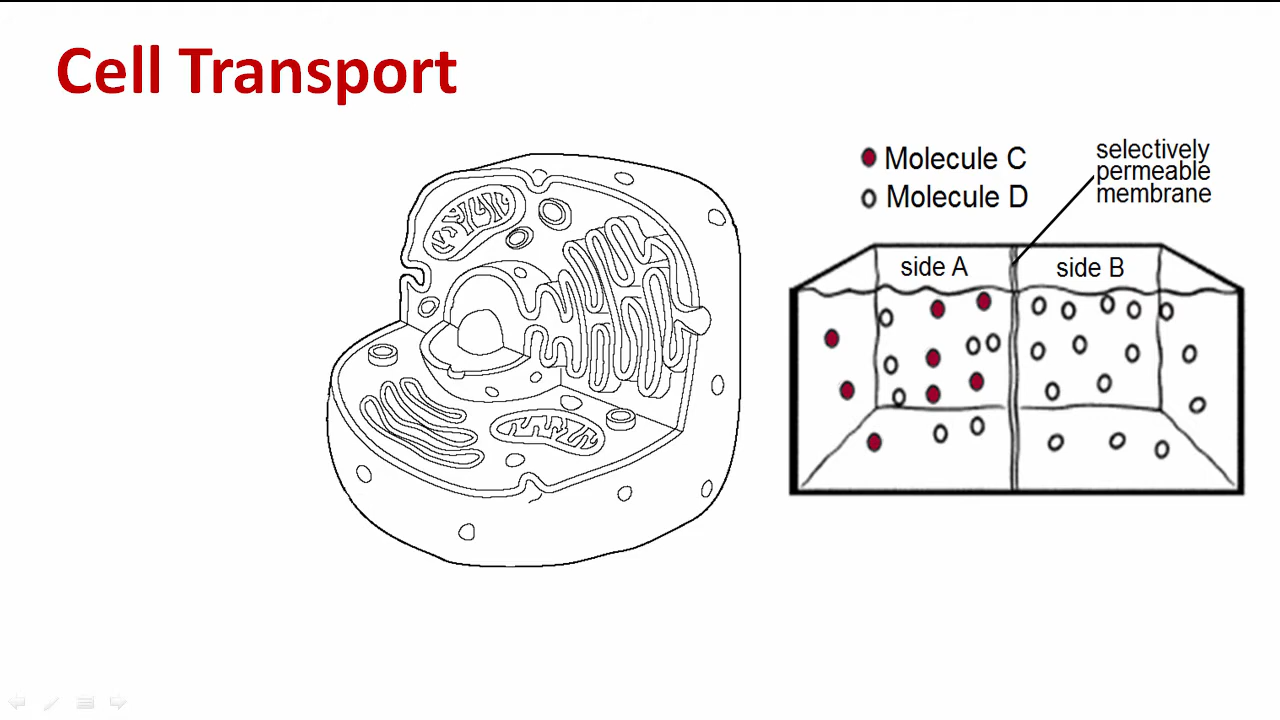 Cell Transport
Molecule C
Molecule D
selectively
permeable
membrane
side A
side B